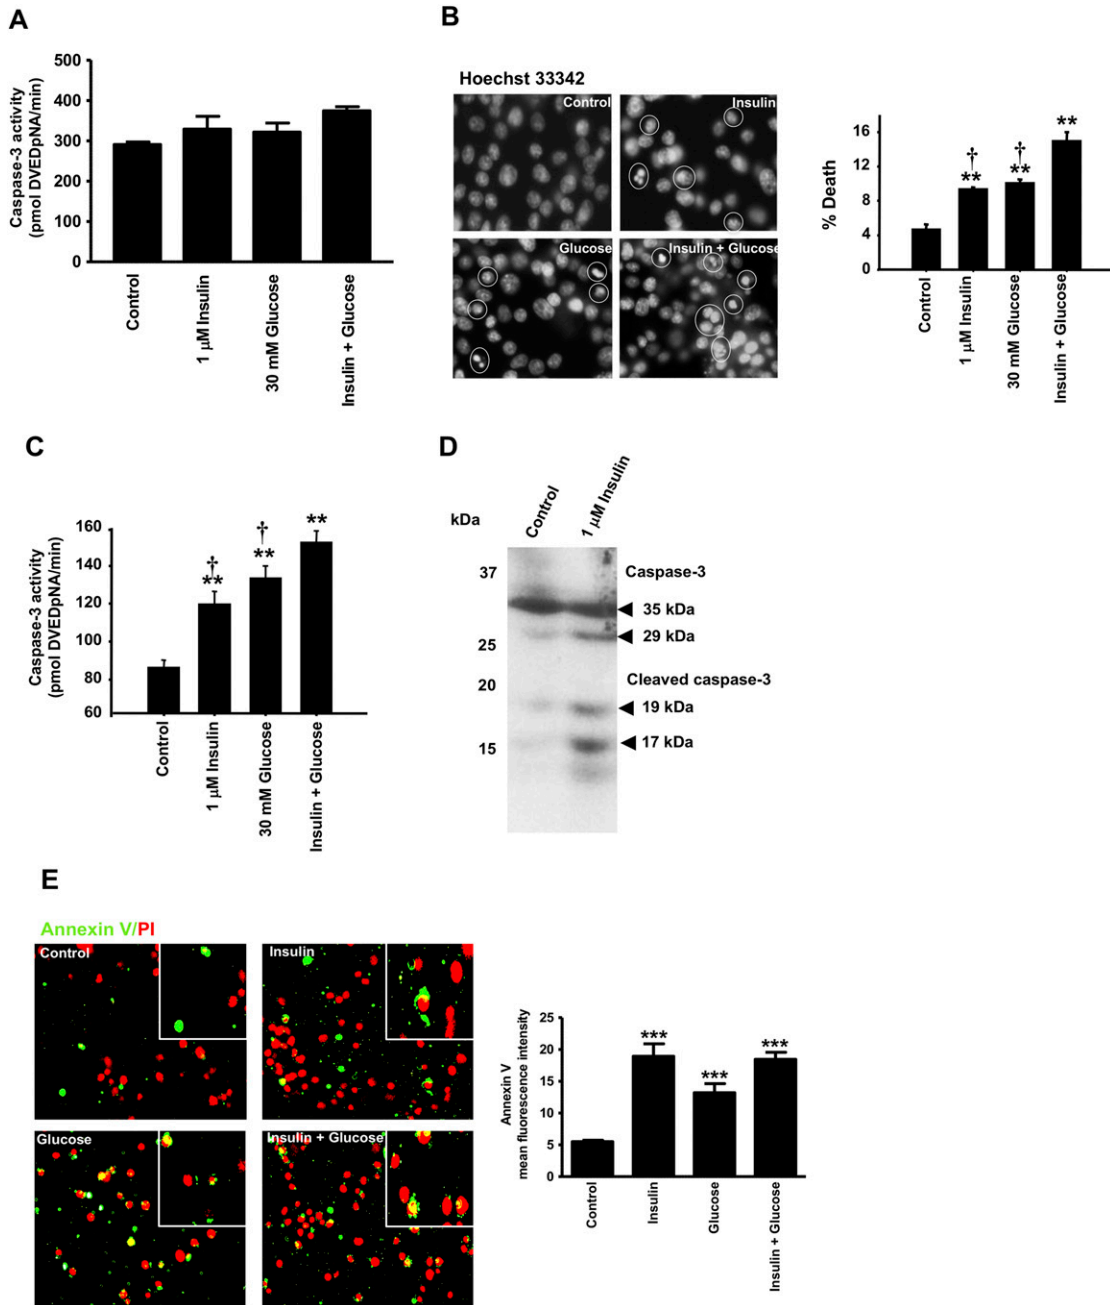 A
Caspase-3 activity
(pmol DVEDpNA/min)
500
400
300
200
100
0
Control
1 µM Insulin
30 mM Glucose
Insulin + Glucose
B
Hoechst 33342
Control
Insulin
Glucose
Insulin + Glucose
% Death
16
12
8
4
0
†
**
†
**
**
Control
1 µM Insulin
30 mM Glucose
Insulin + Glucose
C
Caspase-3 activity
(pmol DVEDpNA/min)
160
140
120
100
80
60
†
**
†
**
**
Control
1 µM Insulin
30 mM Glucose
Insulin + Glucose
D
kDa
Control
1 µM Insulin
37
25
20
15
Caspase-3
35 kDa
29 kDa
Cleaved caspase-3
19 kDa
17 kDa
E
Annexin V/PI
Control
Insulin
Glucose
Insulin + Glucose
Annexin V
mean fluorescence intensity
25
20
15
10
5
0
***
***
***
Control
Insulin
Glucose
Insulin + Glucose